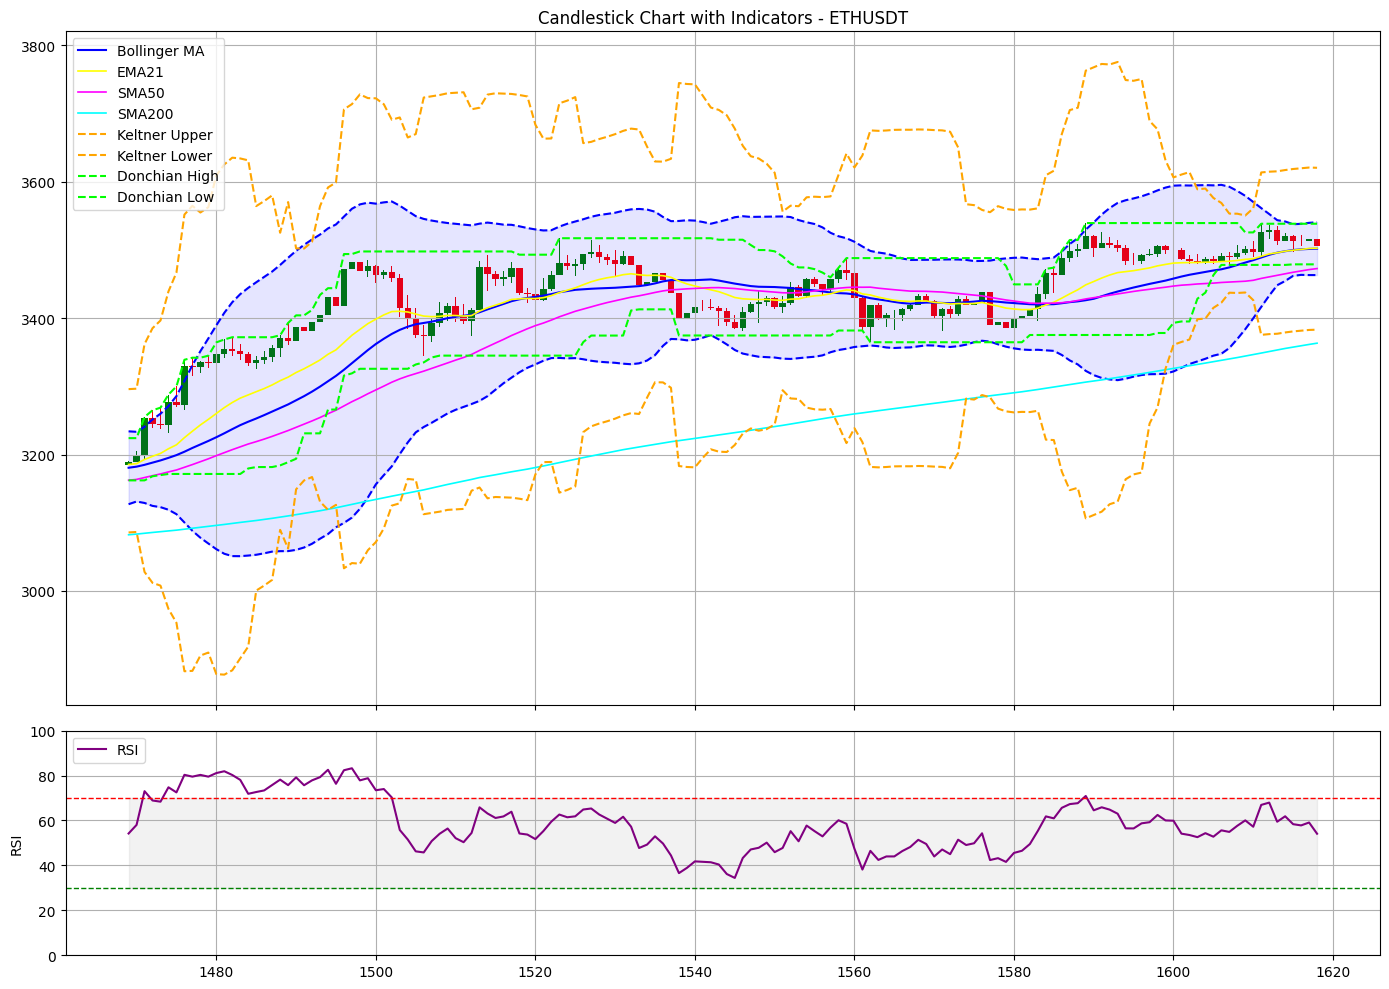 Candlestick Chart with Indicators - ETHUSDT
3800
3600
3400
3200
3000
Bollinger MA
EMA21
SMA50
SMA200
Keltner Upper
Keltner Lower
Donchian High
Donchian Low
100
80
60
40
20
0
RSI
RSI
1480 1500 1520 1540 1560 1580 1600 1620